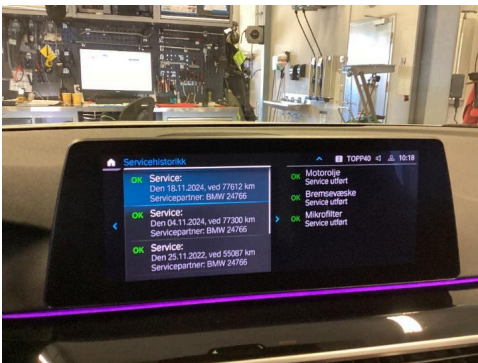 Servicehistorikk
TOPP40 10:18
OK Service:
Den 18.11.2024, ved 77612 km
Servicepartner: BMW 24766
OK Service:
Den 04.11.2024, ved 77300 km
Servicepartner: BMW 24766
OK Service:
Den 25.11.2022, ved 55087 km
Servicepartner: BMW 24766
OK Motorolje
Service utført
OK Bremsevæske
Service utført
OK Mikrofilter
Service utført